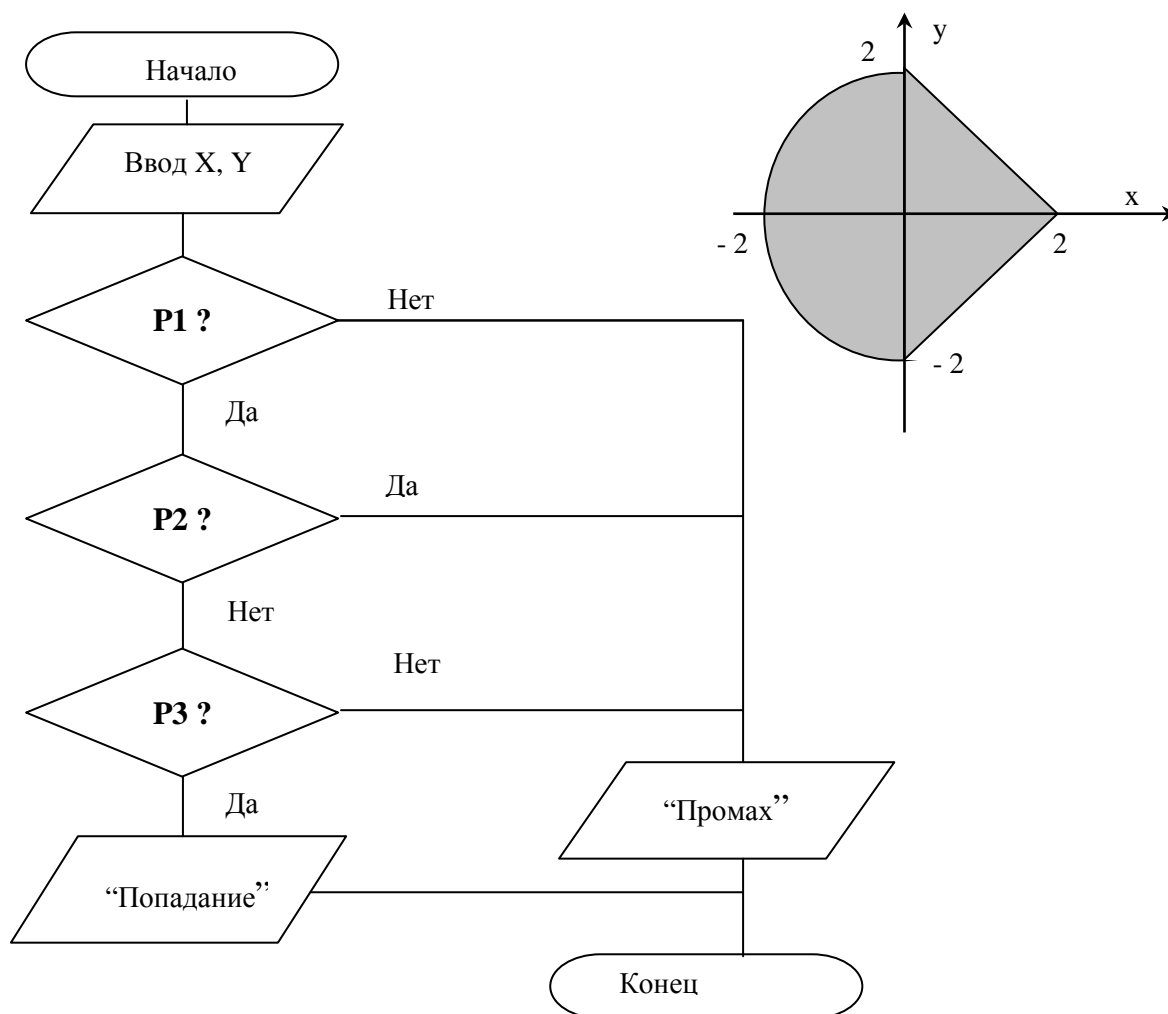 Начало
Ввод X, Y
P1 ?
Нет
Да
P2 ?
Да
Нет
P3 ?
Нет
Да
“Попадание”
“Промах”
Конец
y
2
x
- 2
2
- 2